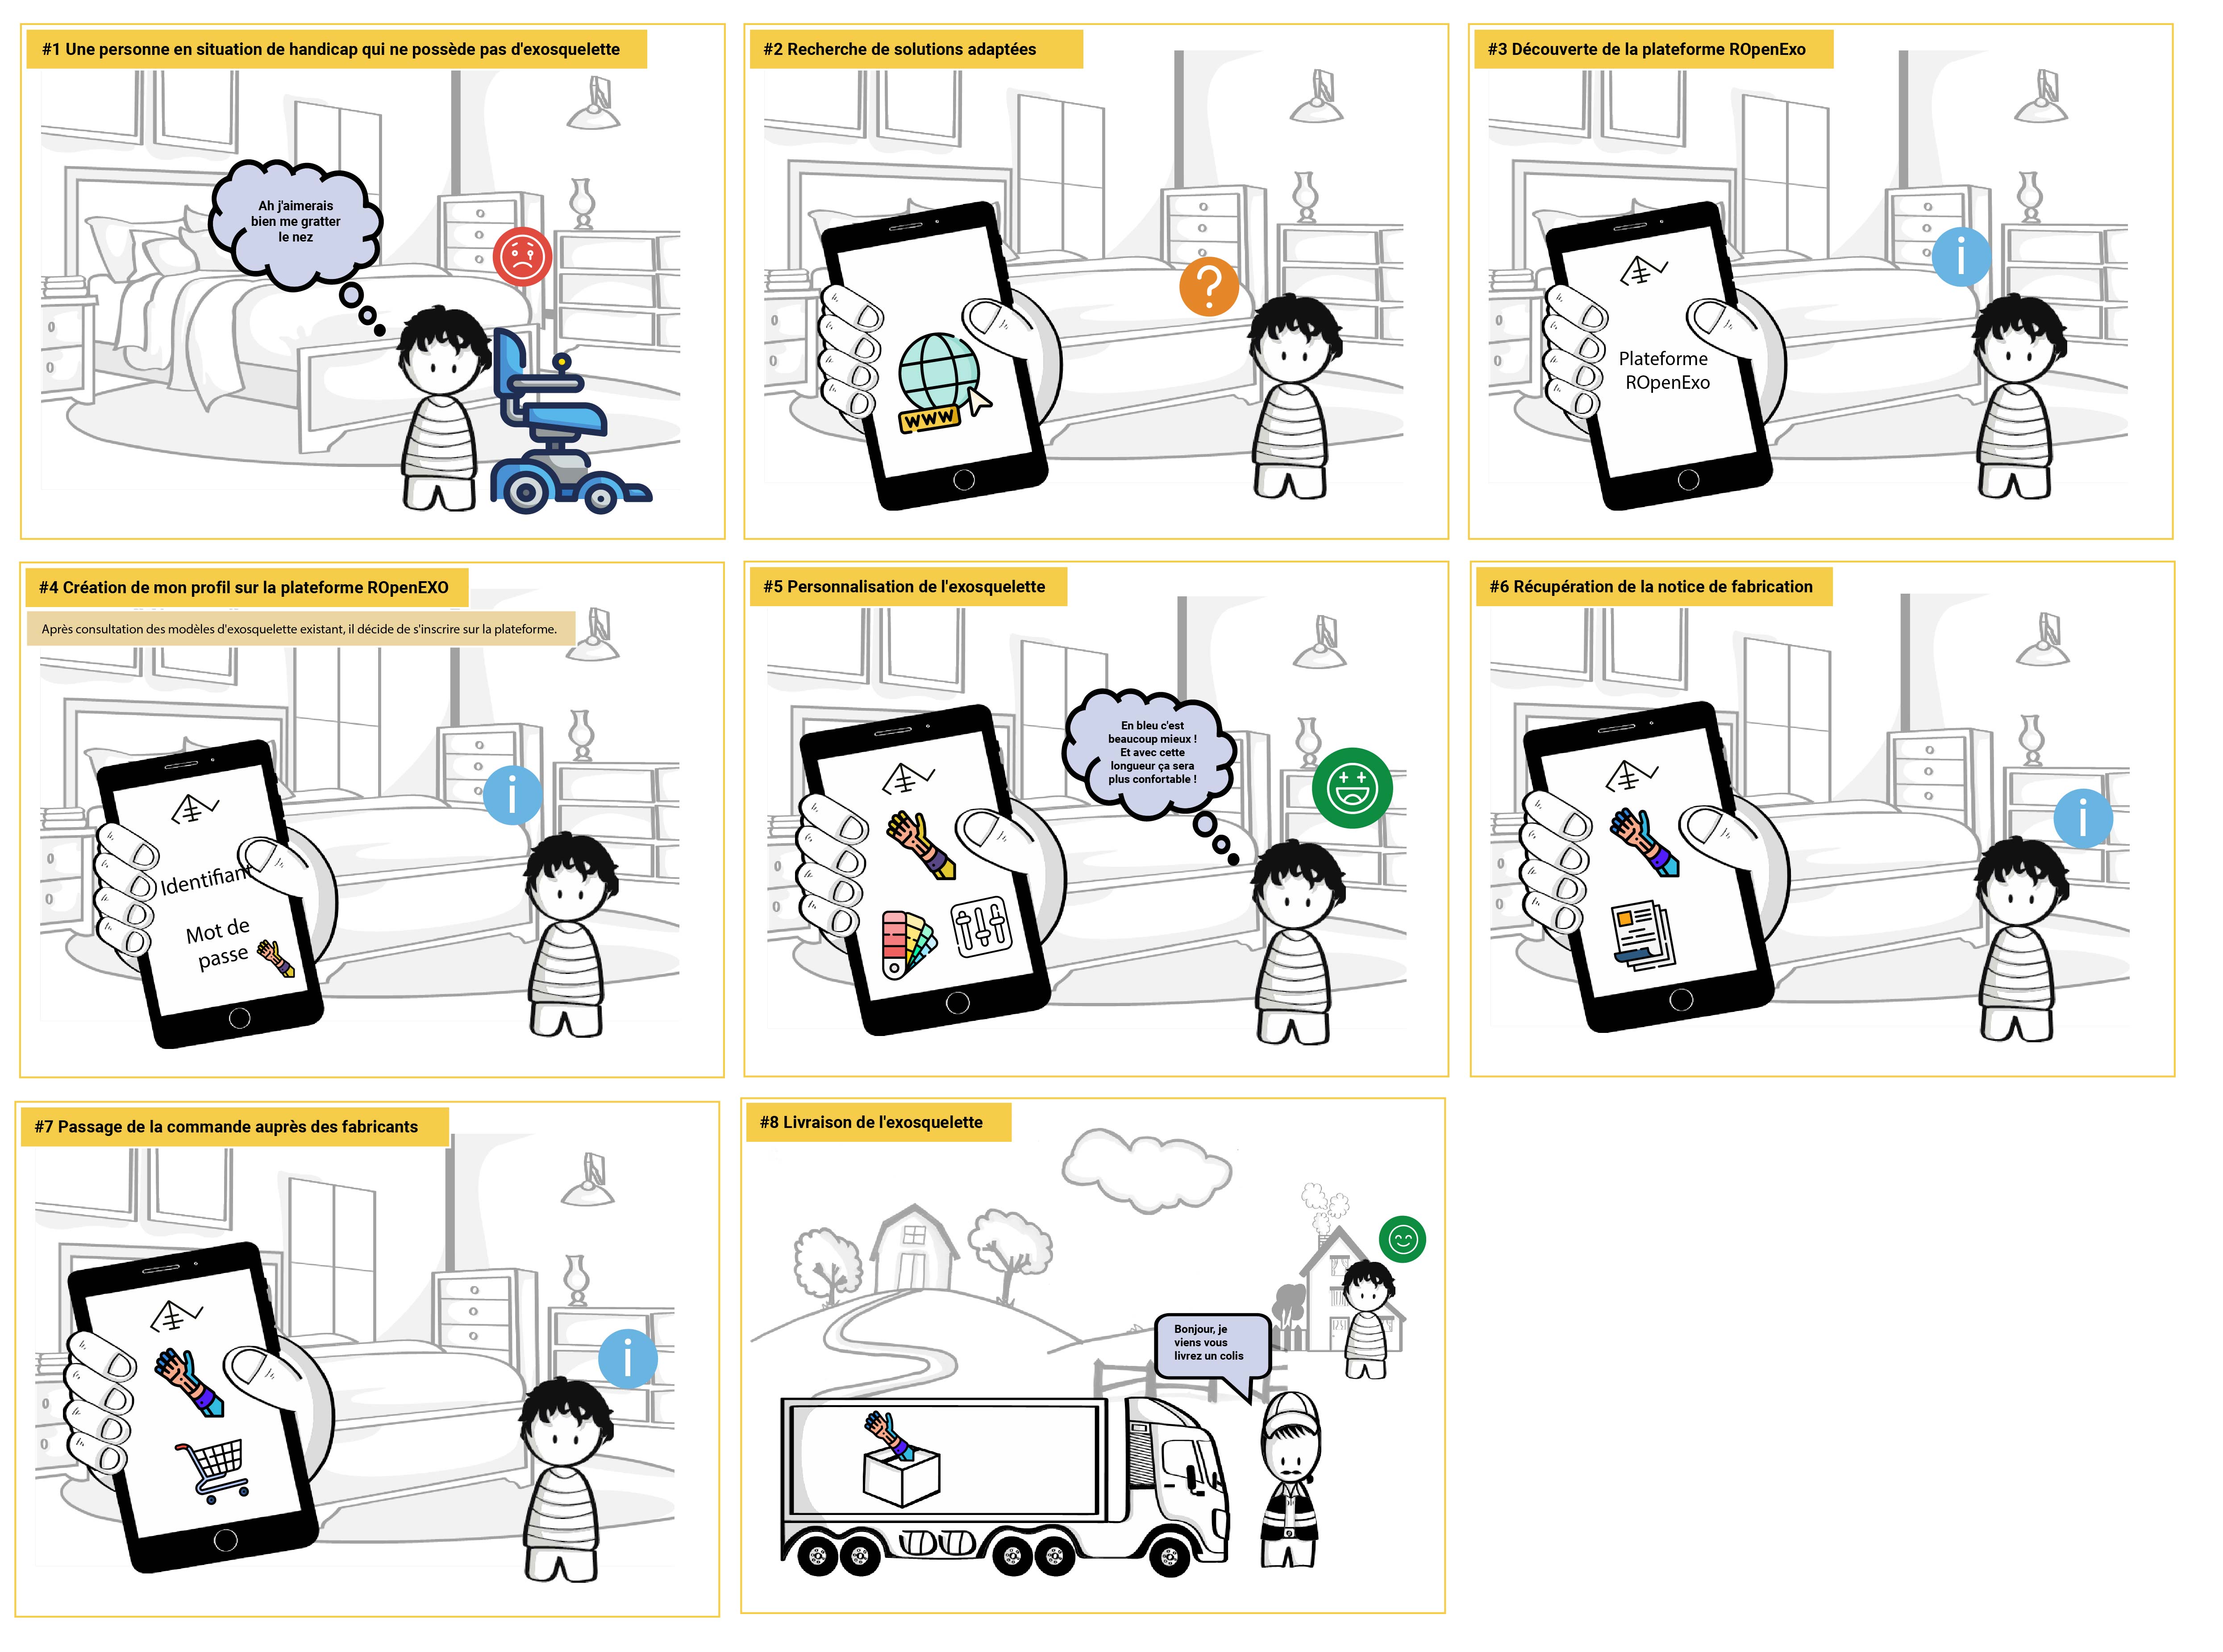 #1 Une personne en situation de handicap qui ne possède pas d'exosquelette
Ah j'aimerais
bien me gratter
le nez
#2 Recherche de solutions adaptées
WWW
#3 Découverte de la plateforme ROpenExo
Plateforme
ROpenExo
#4 Création de mon profil sur la plateforme ROpenEXO
Après consultation des modèles d'exosquelette existant, il décide de s'inscrire sur la plateforme.
Identifiant
Mot de
passe
#5 Personnalisation de l'exosquelette
En bleu c'est
beaucoup mieux !
Et avec cette
longueur ça sera
plus confortable !
#6 Récupération de la notice de fabrication
#7 Passage de la commande auprès des fabricants
#8 Livraison de l'exosquelette
Bonjour, je
viens vous
livrez un colis